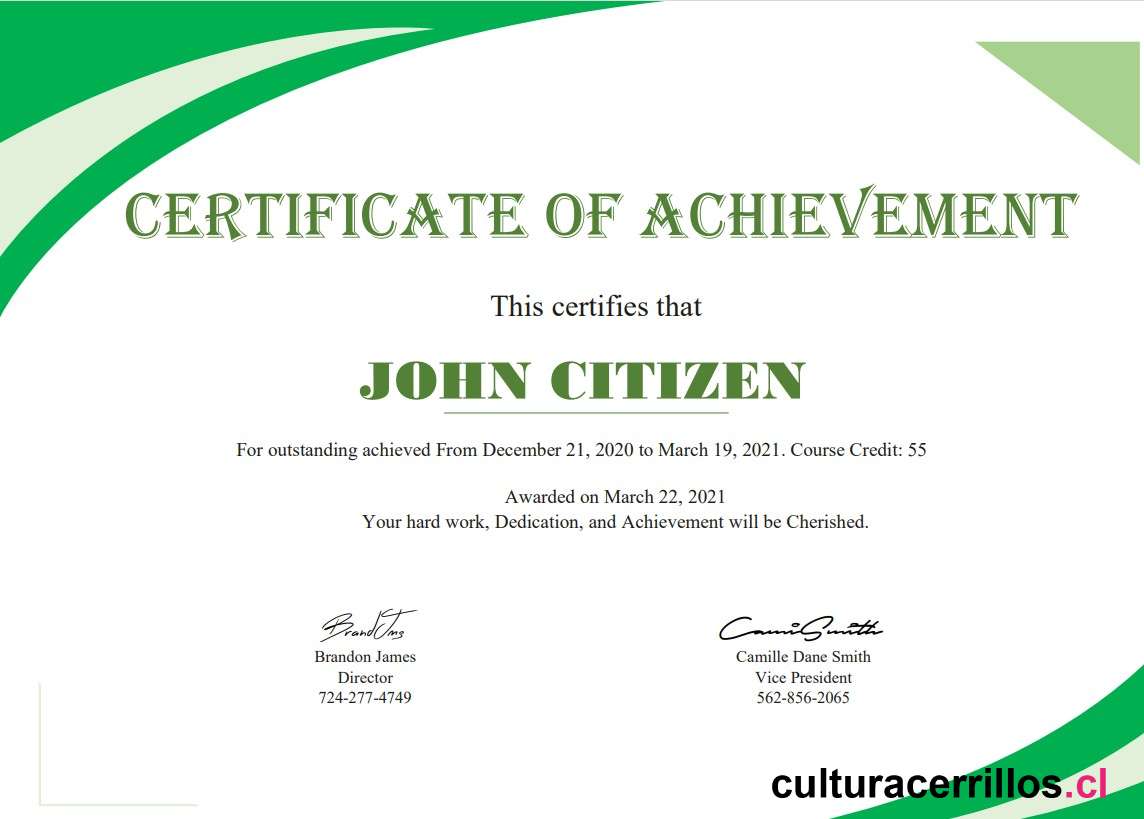 CERTIFICATE OF ACHIEVEMENT
This certifies that
JOHN CITIZEN
For outstanding achieved From December 21, 2020 to March 19, 2021. Course Credit: 55
Awarded on March 22, 2021
Your hard work, Dedication, and Achievement will be Cherished.
BrandJms
CamiSmith
Brandon James
Camille Dane Smith
Director
Vice President
724-277-4749
562-856-2065
culturacerrillos.cl